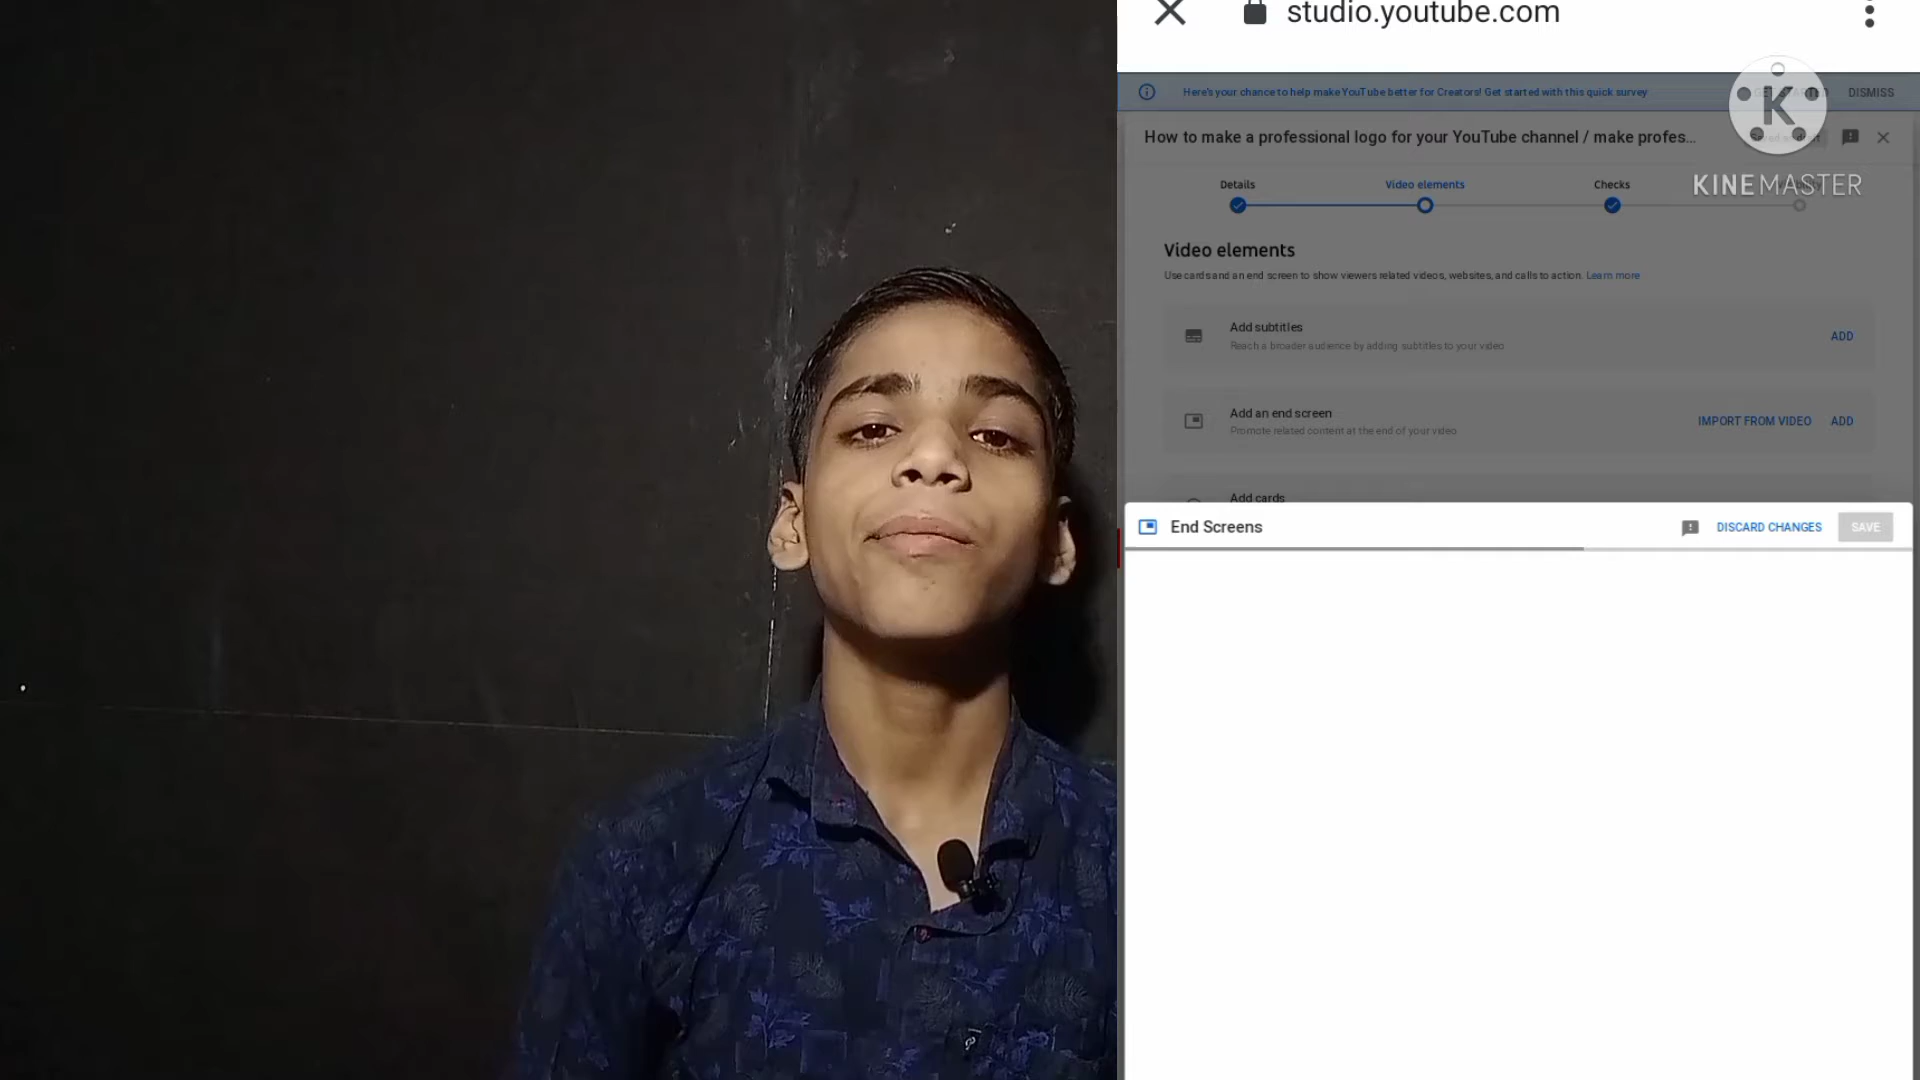 studio.youtube.com
Here's your chance to help make YouTube better for Creators! Get started with this quick survey
GET STARTED
DISMISS
How to make a professional logo for your YouTube channel / make profes...
KINEMASTER
Details
Video elements
Checks
Video elements
Use cards and an end screen to show viewers related videos, websites, and calls to action. Learn more
Add subtitles
Reach a broader audience by adding subtitles to your video
ADD
Add an end screen
Promote related content at the end of your video
IMPORT FROM VIDEO
ADD
Add cards
End Screens
DISCARD CHANGES
SAVE